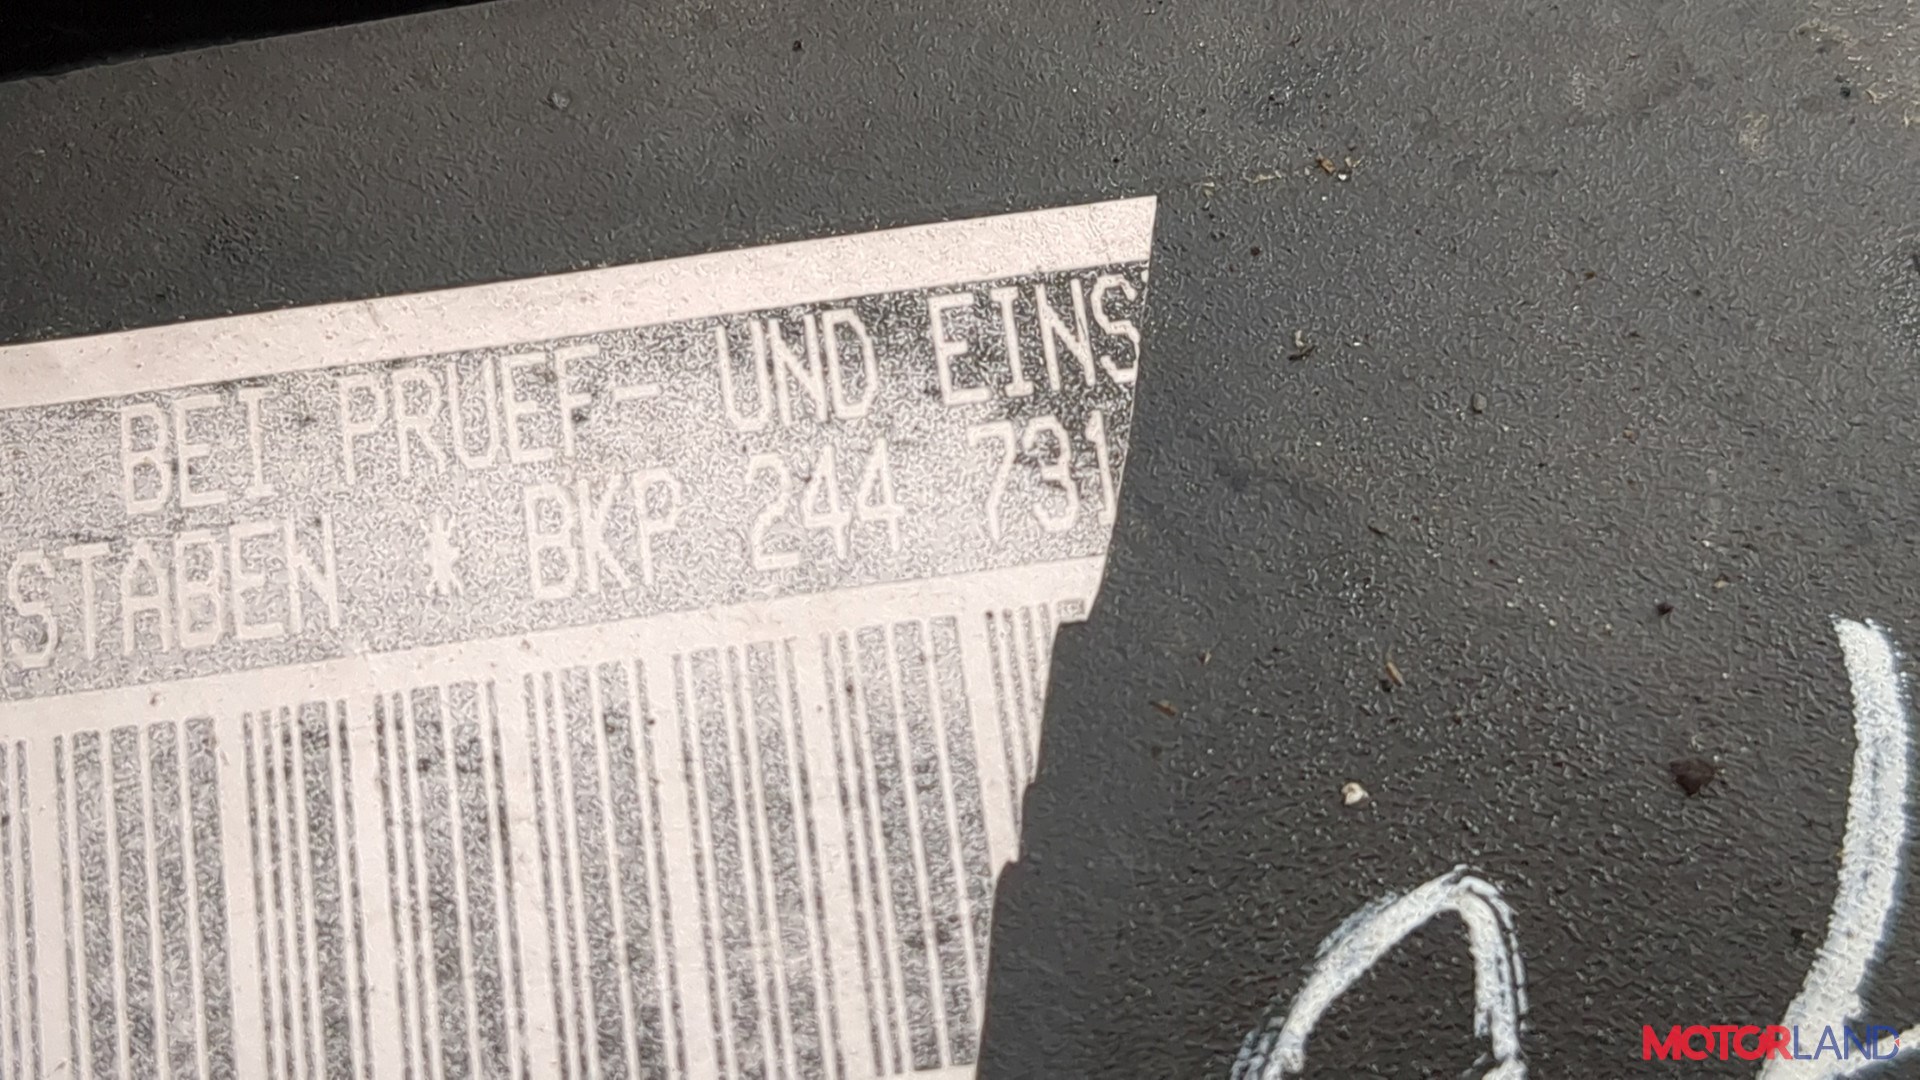 BEI PRUEF- UND EINS
STABEN * BKP 244 731
MOTORLAND